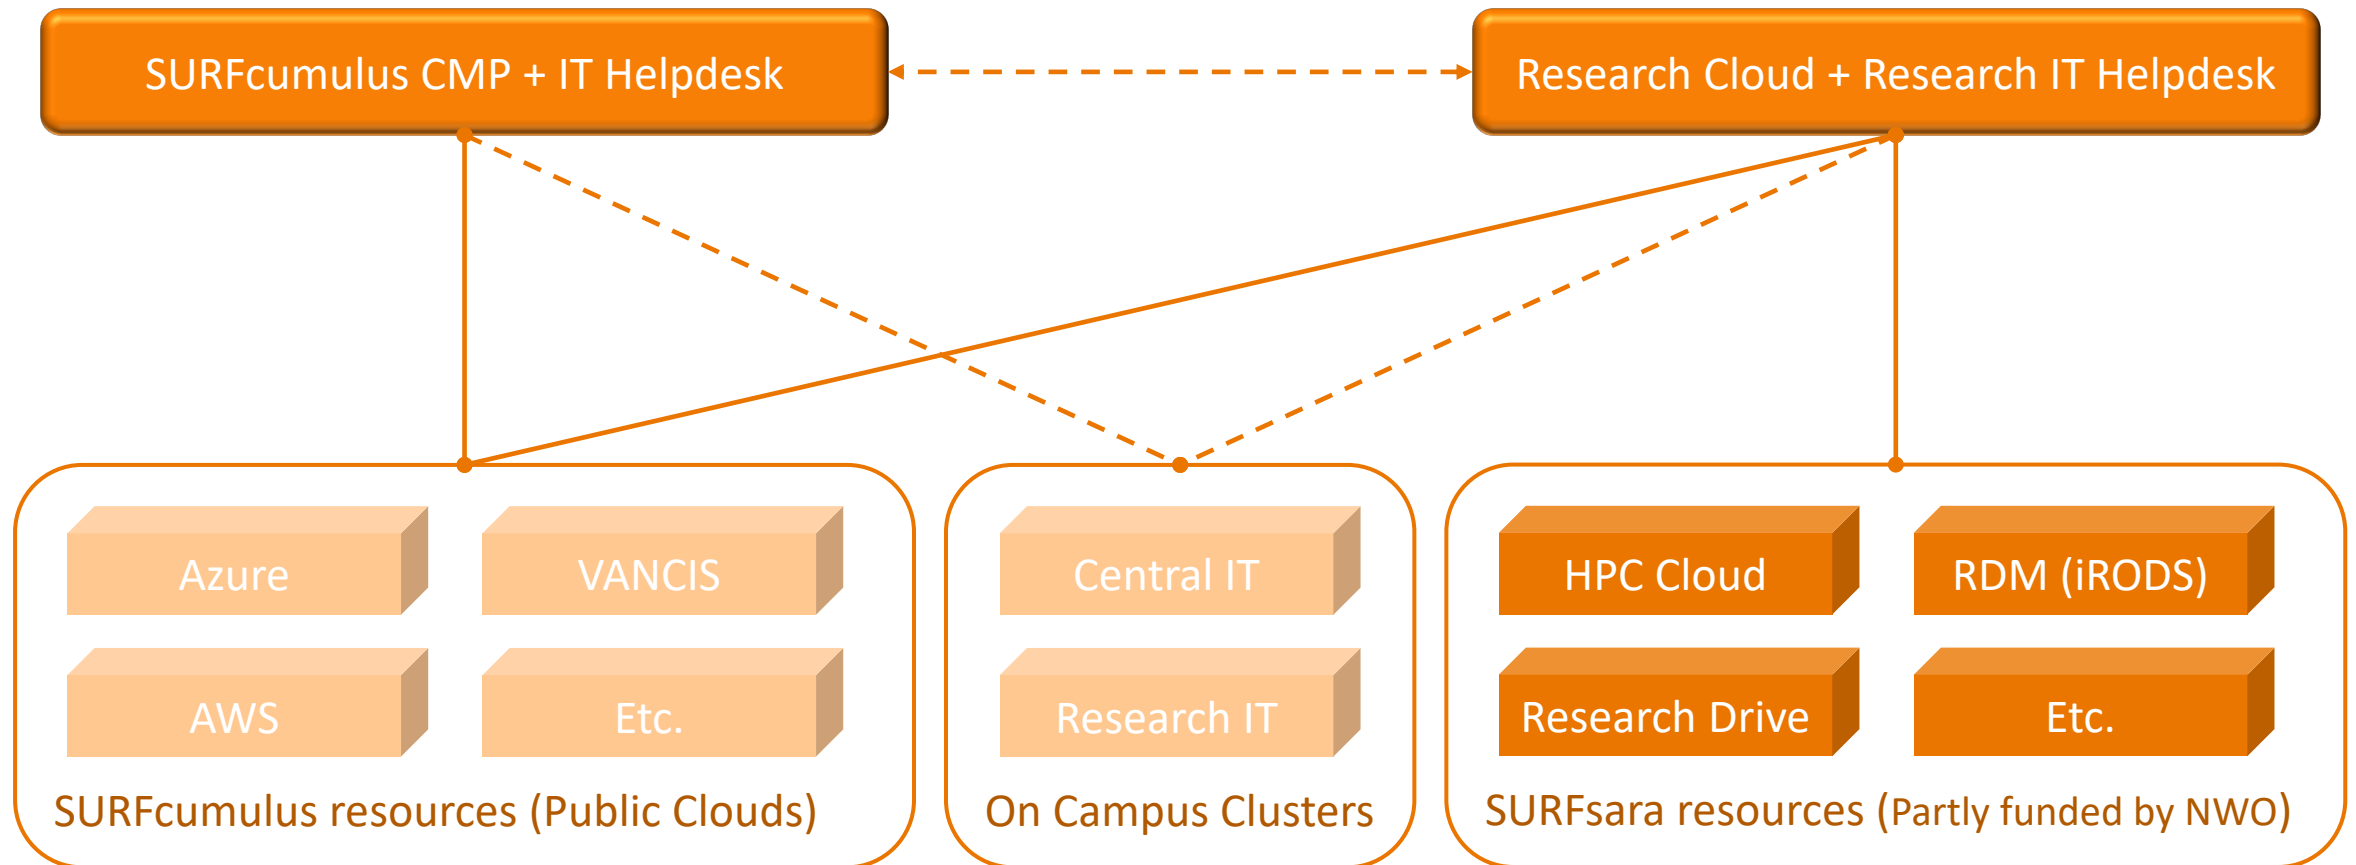 SURFcumulus CMP + IT Helpdesk
Research Cloud + Research IT Helpdesk
Azure
VANCIS
AWS
Etc.
SURFcumulus resources (Public Clouds)
Central IT
Research IT
On Campus Clusters
HPC Cloud
RDM (iRODS)
Research Drive
Etc.
SURFsara resources (Partly funded by NWO)